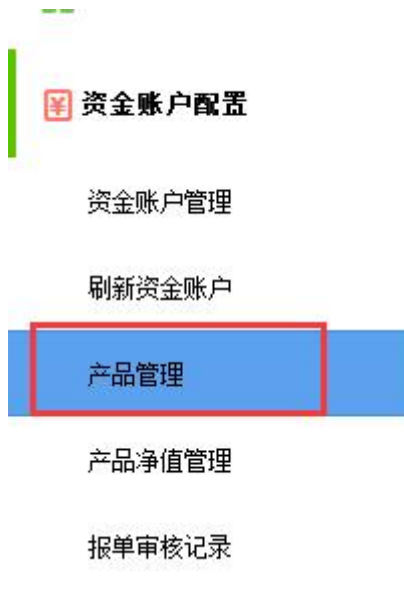 资金账户配置
资金账户管理
刷新资金账户
产品管理
产品净值管理
报单审核记录